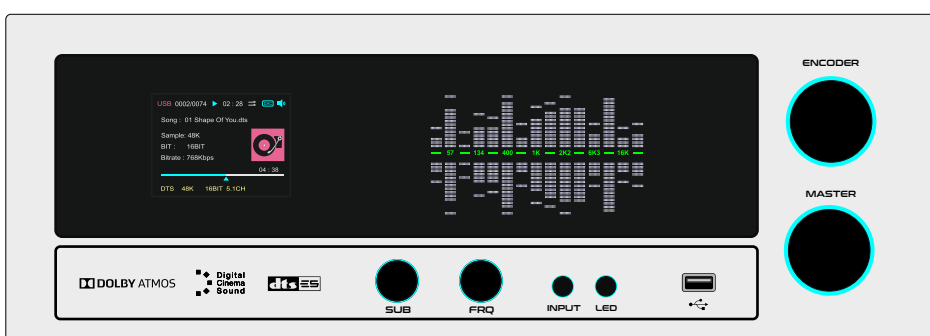 ENCODER
USB 0002/0074 02 : 28
Song : 01 Shape Of You.dts
Sample: 48K
BIT : 16BIT
Bitrate : 768Kbps
04 : 38
DTS 48K 16BIT 5.1CH
57 134 400 1K 2K2 6K3 16K
MASTER
DOLBY ATMOS
Digital
Cinema
Sound
dts ES
SUB
FRQ
INPUT
LED